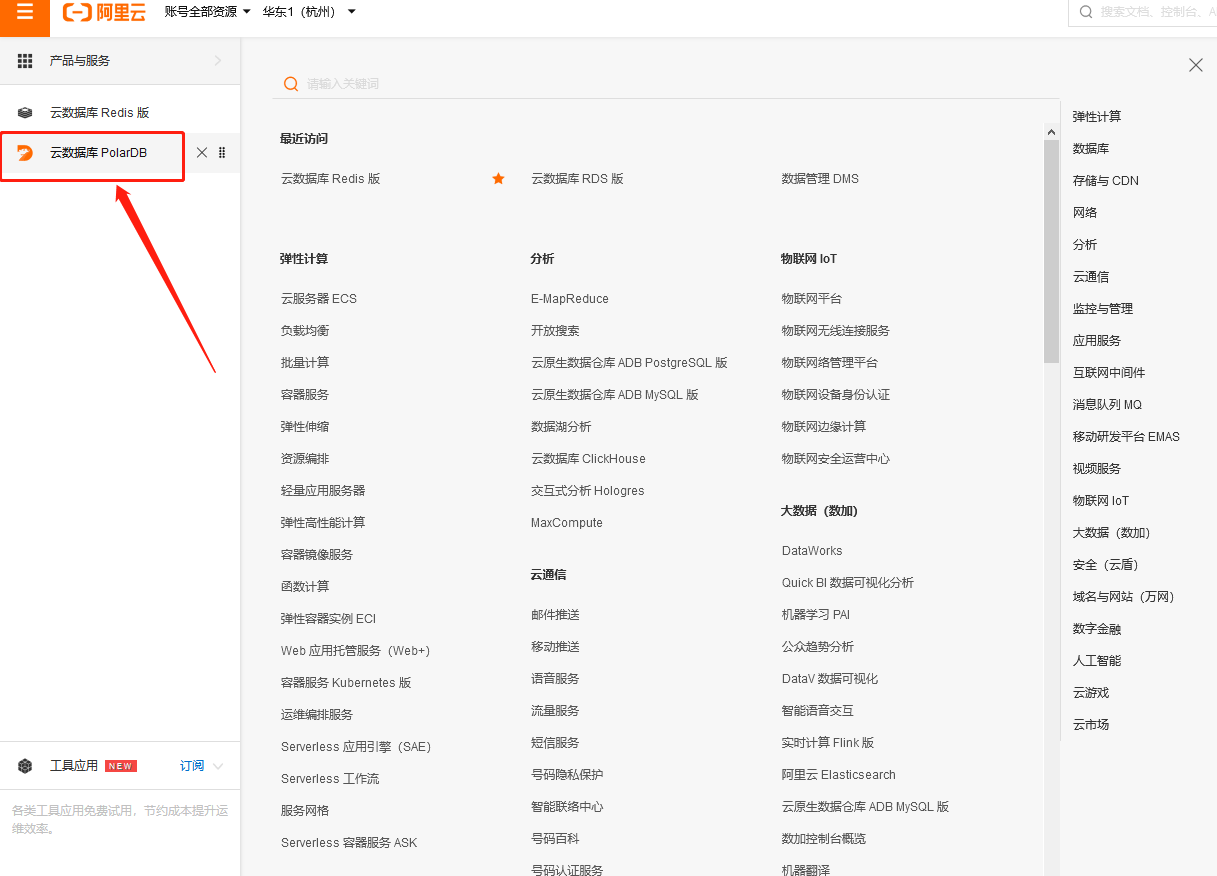 阿里云
账号全部资源
华东1（杭州）
搜索文档、控制台、A
产品与服务
云数据库 Redis 版
云数据库 PolarDB
工具应用 NEW 订阅
各类工具应用免费试用，节约成本提升运
维效率。
请输入关键词
最近访问
云数据库 Redis 版
云数据库 RDS 版
数据管理 DMS
弹性计算
云服务器 ECS
负载均衡
批量计算
容器服务
弹性伸缩
资源编排
轻量应用服务器
弹性高性能计算
容器镜像服务
函数计算
弹性容器实例 ECI
Web 应用托管服务（Web+）
容器服务 Kubernetes 版
运维编排服务
Serverless 应用引擎（SAE）
Serverless 工作流
服务网格
Serverless 容器服务 ASK
分析
E-MapReduce
开放搜索
云原生数据仓库 ADB PostgreSQL 版
云原生数据仓库 ADB MySQL 版
数据湖分析
云数据库 ClickHouse
交互式分析 Hologres
MaxCompute
云通信
邮件推送
移动推送
语音服务
流量服务
短信服务
号码隐私保护
智能联络中心
号码百科
号码认证服务
物联网 IoT
物联网平台
物联网无线连接服务
物联网络管理平台
物联网设备身份认证
物联网边缘计算
物联网安全运营中心
大数据（数加）
DataWorks
Quick BI 数据可视化分析
机器学习 PAI
公众趋势分析
DataV 数据可视化
智能语音交互
实时计算 Flink 版
阿里云 Elasticsearch
云原生数据仓库 ADB MySQL 版
数加控制台概览
机器翻译
弹性计算
数据库
存储与 CDN
网络
分析
云通信
监控与管理
应用服务
互联网中间件
消息队列 MQ
移动研发平台 EMAS
视频服务
物联网 IoT
大数据（数加）
安全（云盾）
域名与网站（万网）
数字金融
人工智能
云游戏
云市场